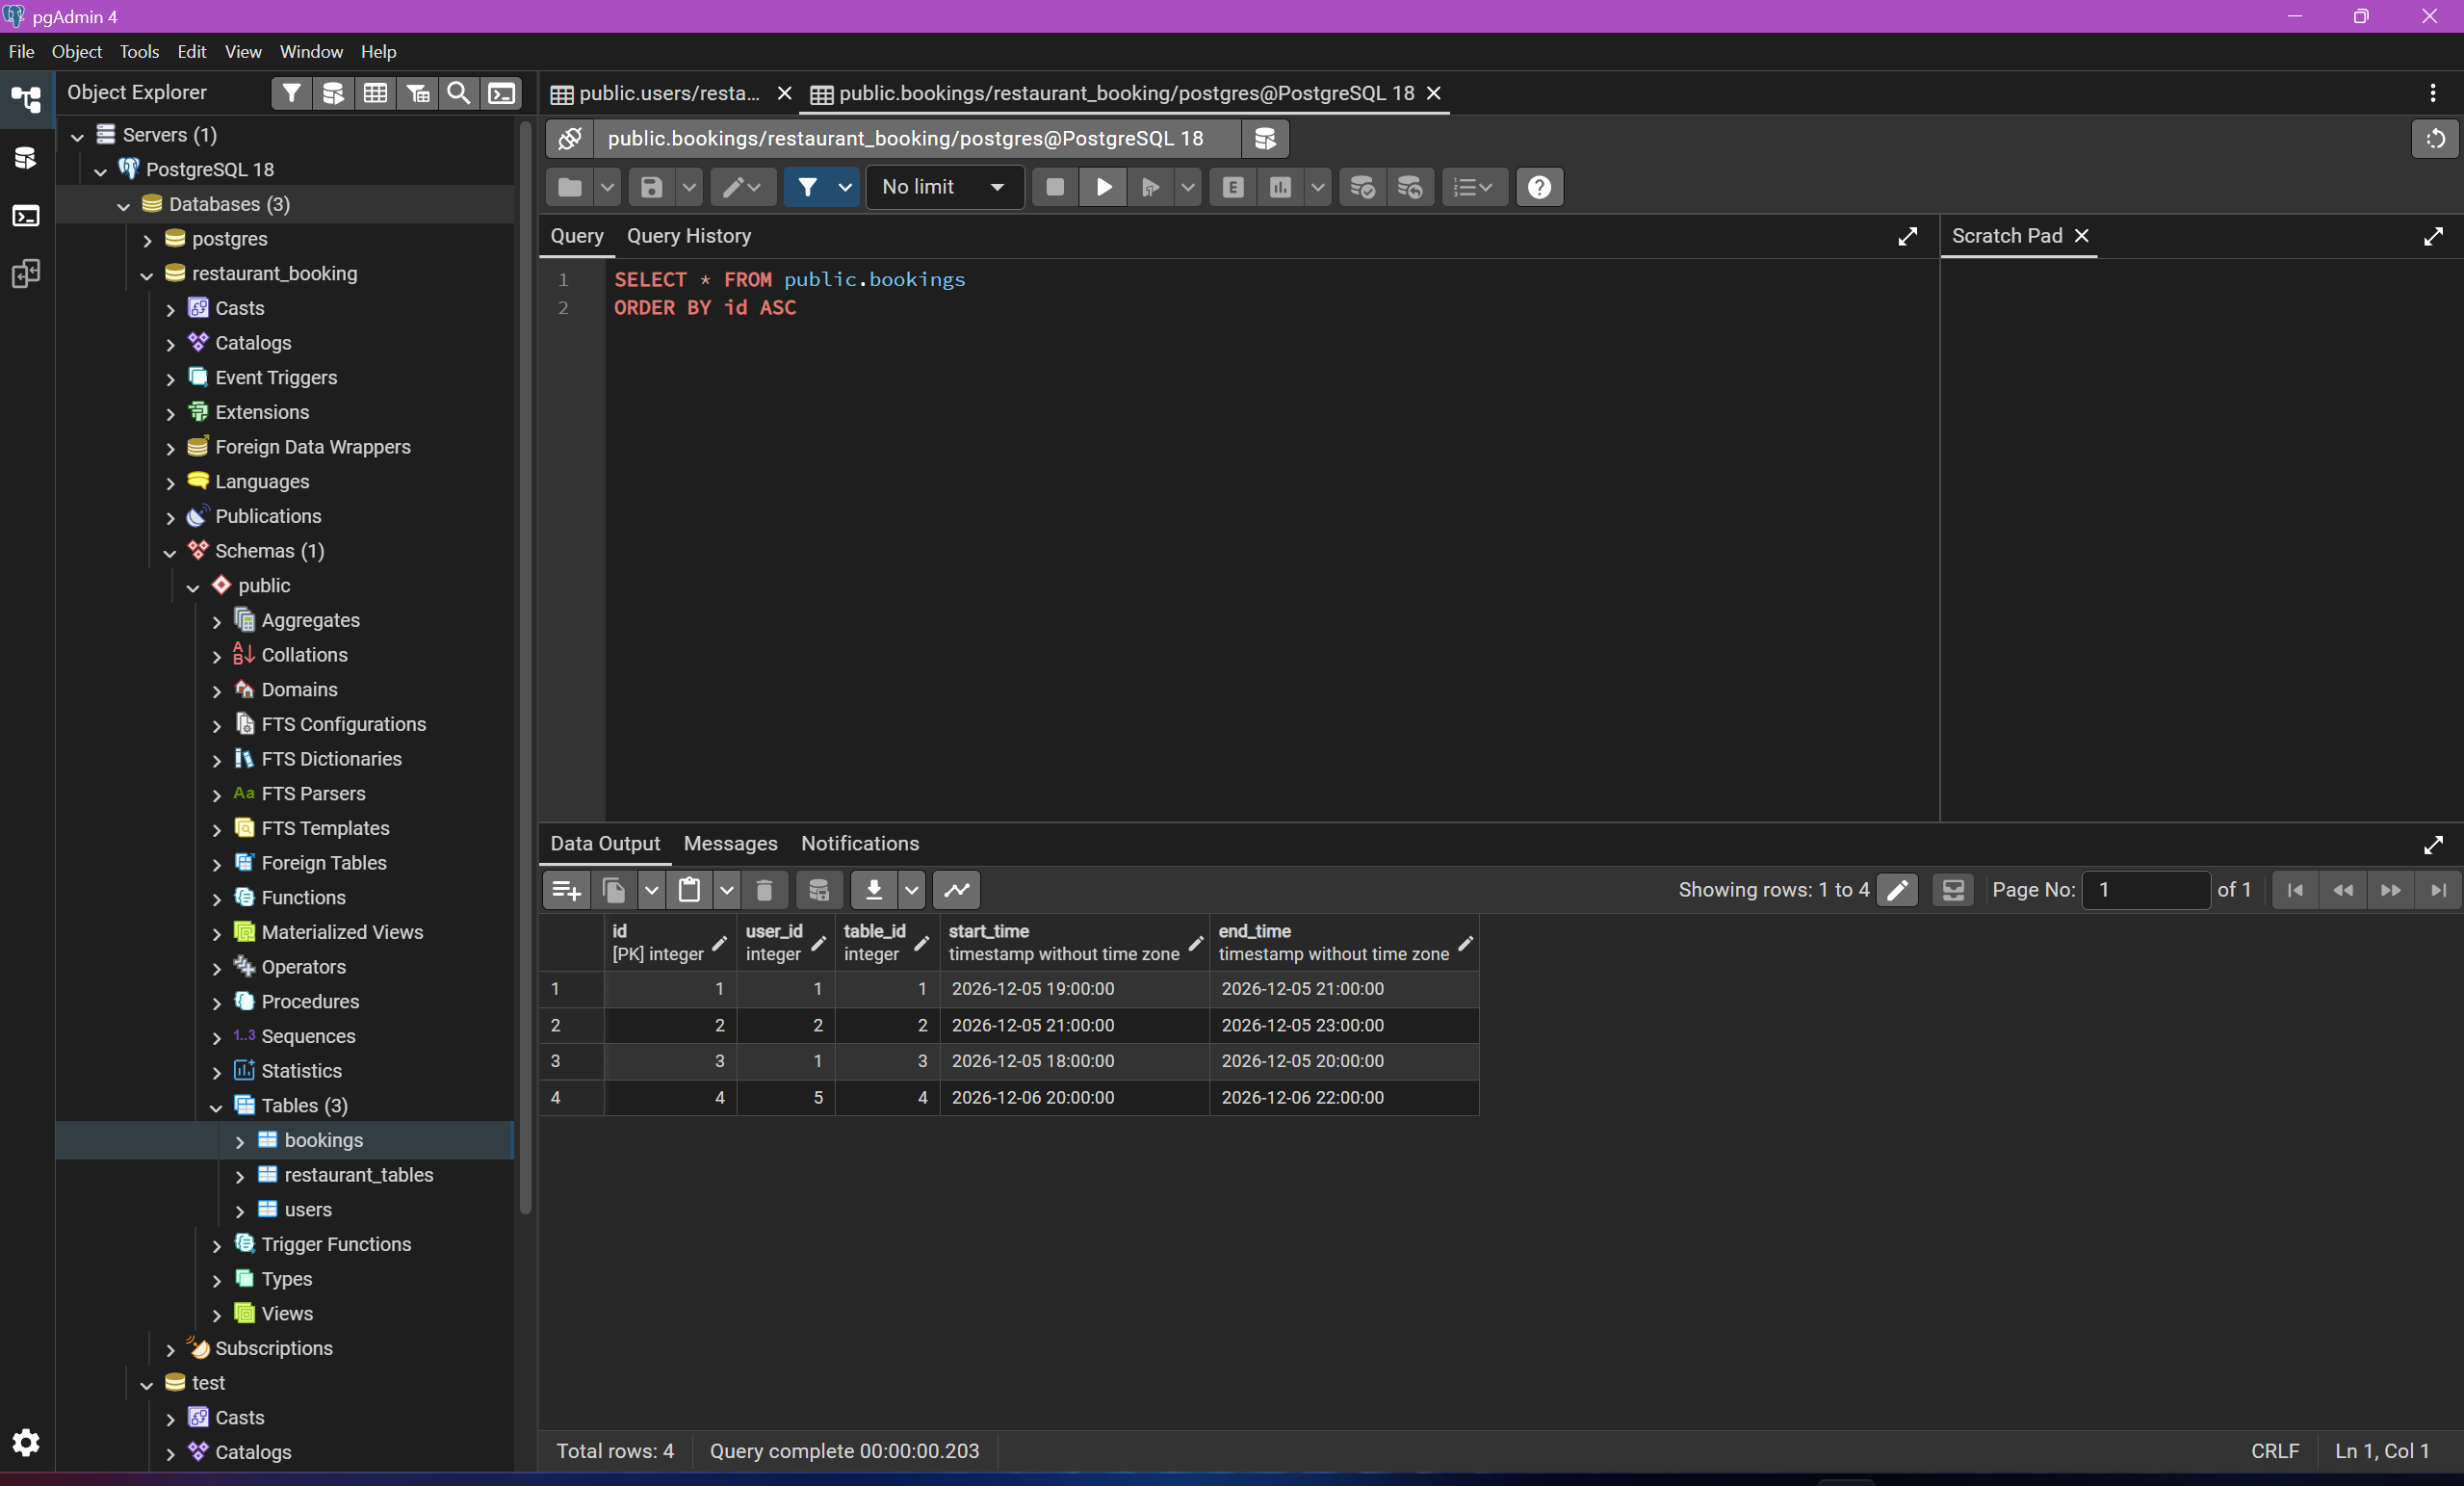 pgAdmin 4
File Object Tools Edit View Window Help
Object Explorer
Servers (1)
PostgreSQL 18
Databases (3)
postgres
restaurant_booking
Casts
Catalogs
Event Triggers
Extensions
Foreign Data Wrappers
Languages
Publications
Schemas (1)
public
Aggregates
Collations
Domains
FTS Configurations
FTS Dictionaries
Aa FTS Parsers
FTS Templates
Foreign Tables
Functions
Materialized Views
Operators
Procedures
1..3 Sequences
Statistics
Tables (3)
bookings
restaurant_tables
users
Trigger Functions
Types
Views
Subscriptions
test
Casts
Catalogs
public.users/resta... public.bookings/restaurant_booking/postgres@PostgreSQL 18
public.bookings/restaurant_booking/postgres@PostgreSQL 18
No limit E ?
Query Query History Scratch Pad
1 SELECT * FROM public.bookings
2 ORDER BY id ASC
Data Output Messages Notifications
Showing rows: 1 to 4 Page No: 1 of 1
id user_id table_id start_time end_time
[PK] integer integer integer timestamp without time zone timestamp without time zone
1 1 1 1 2026-12-05 19:00:00 2026-12-05 21:00:00
2 2 2 2 2026-12-05 21:00:00 2026-12-05 23:00:00
3 3 1 3 2026-12-05 18:00:00 2026-12-05 20:00:00
4 4 5 4 2026-12-06 20:00:00 2026-12-06 22:00:00
Total rows: 4 Query complete 00:00:00.203 CRLF Ln 1, Col 1